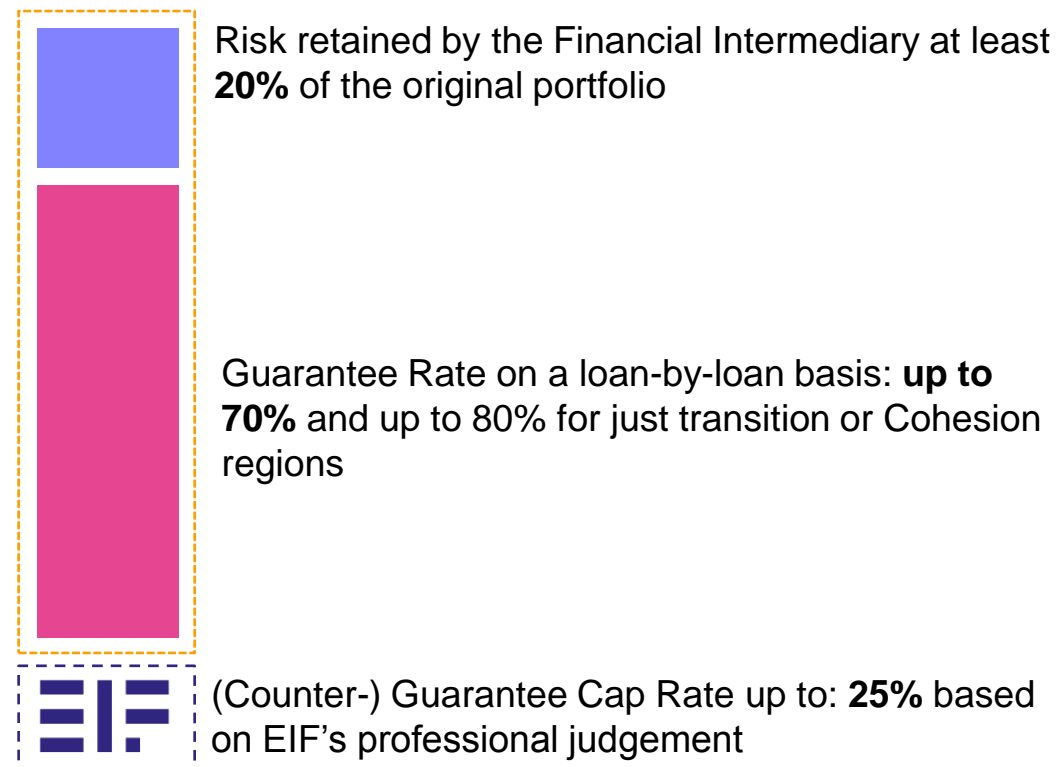 Risk retained by the Financial Intermediary at least
20% of the original portfolio
Guarantee Rate on a loan-by-loan basis: up to
70% and up to 80% for just transition or Cohesion
regions
EIF
(Counter-) Guarantee Cap Rate up to: 25% based
on EIF’s professional judgement